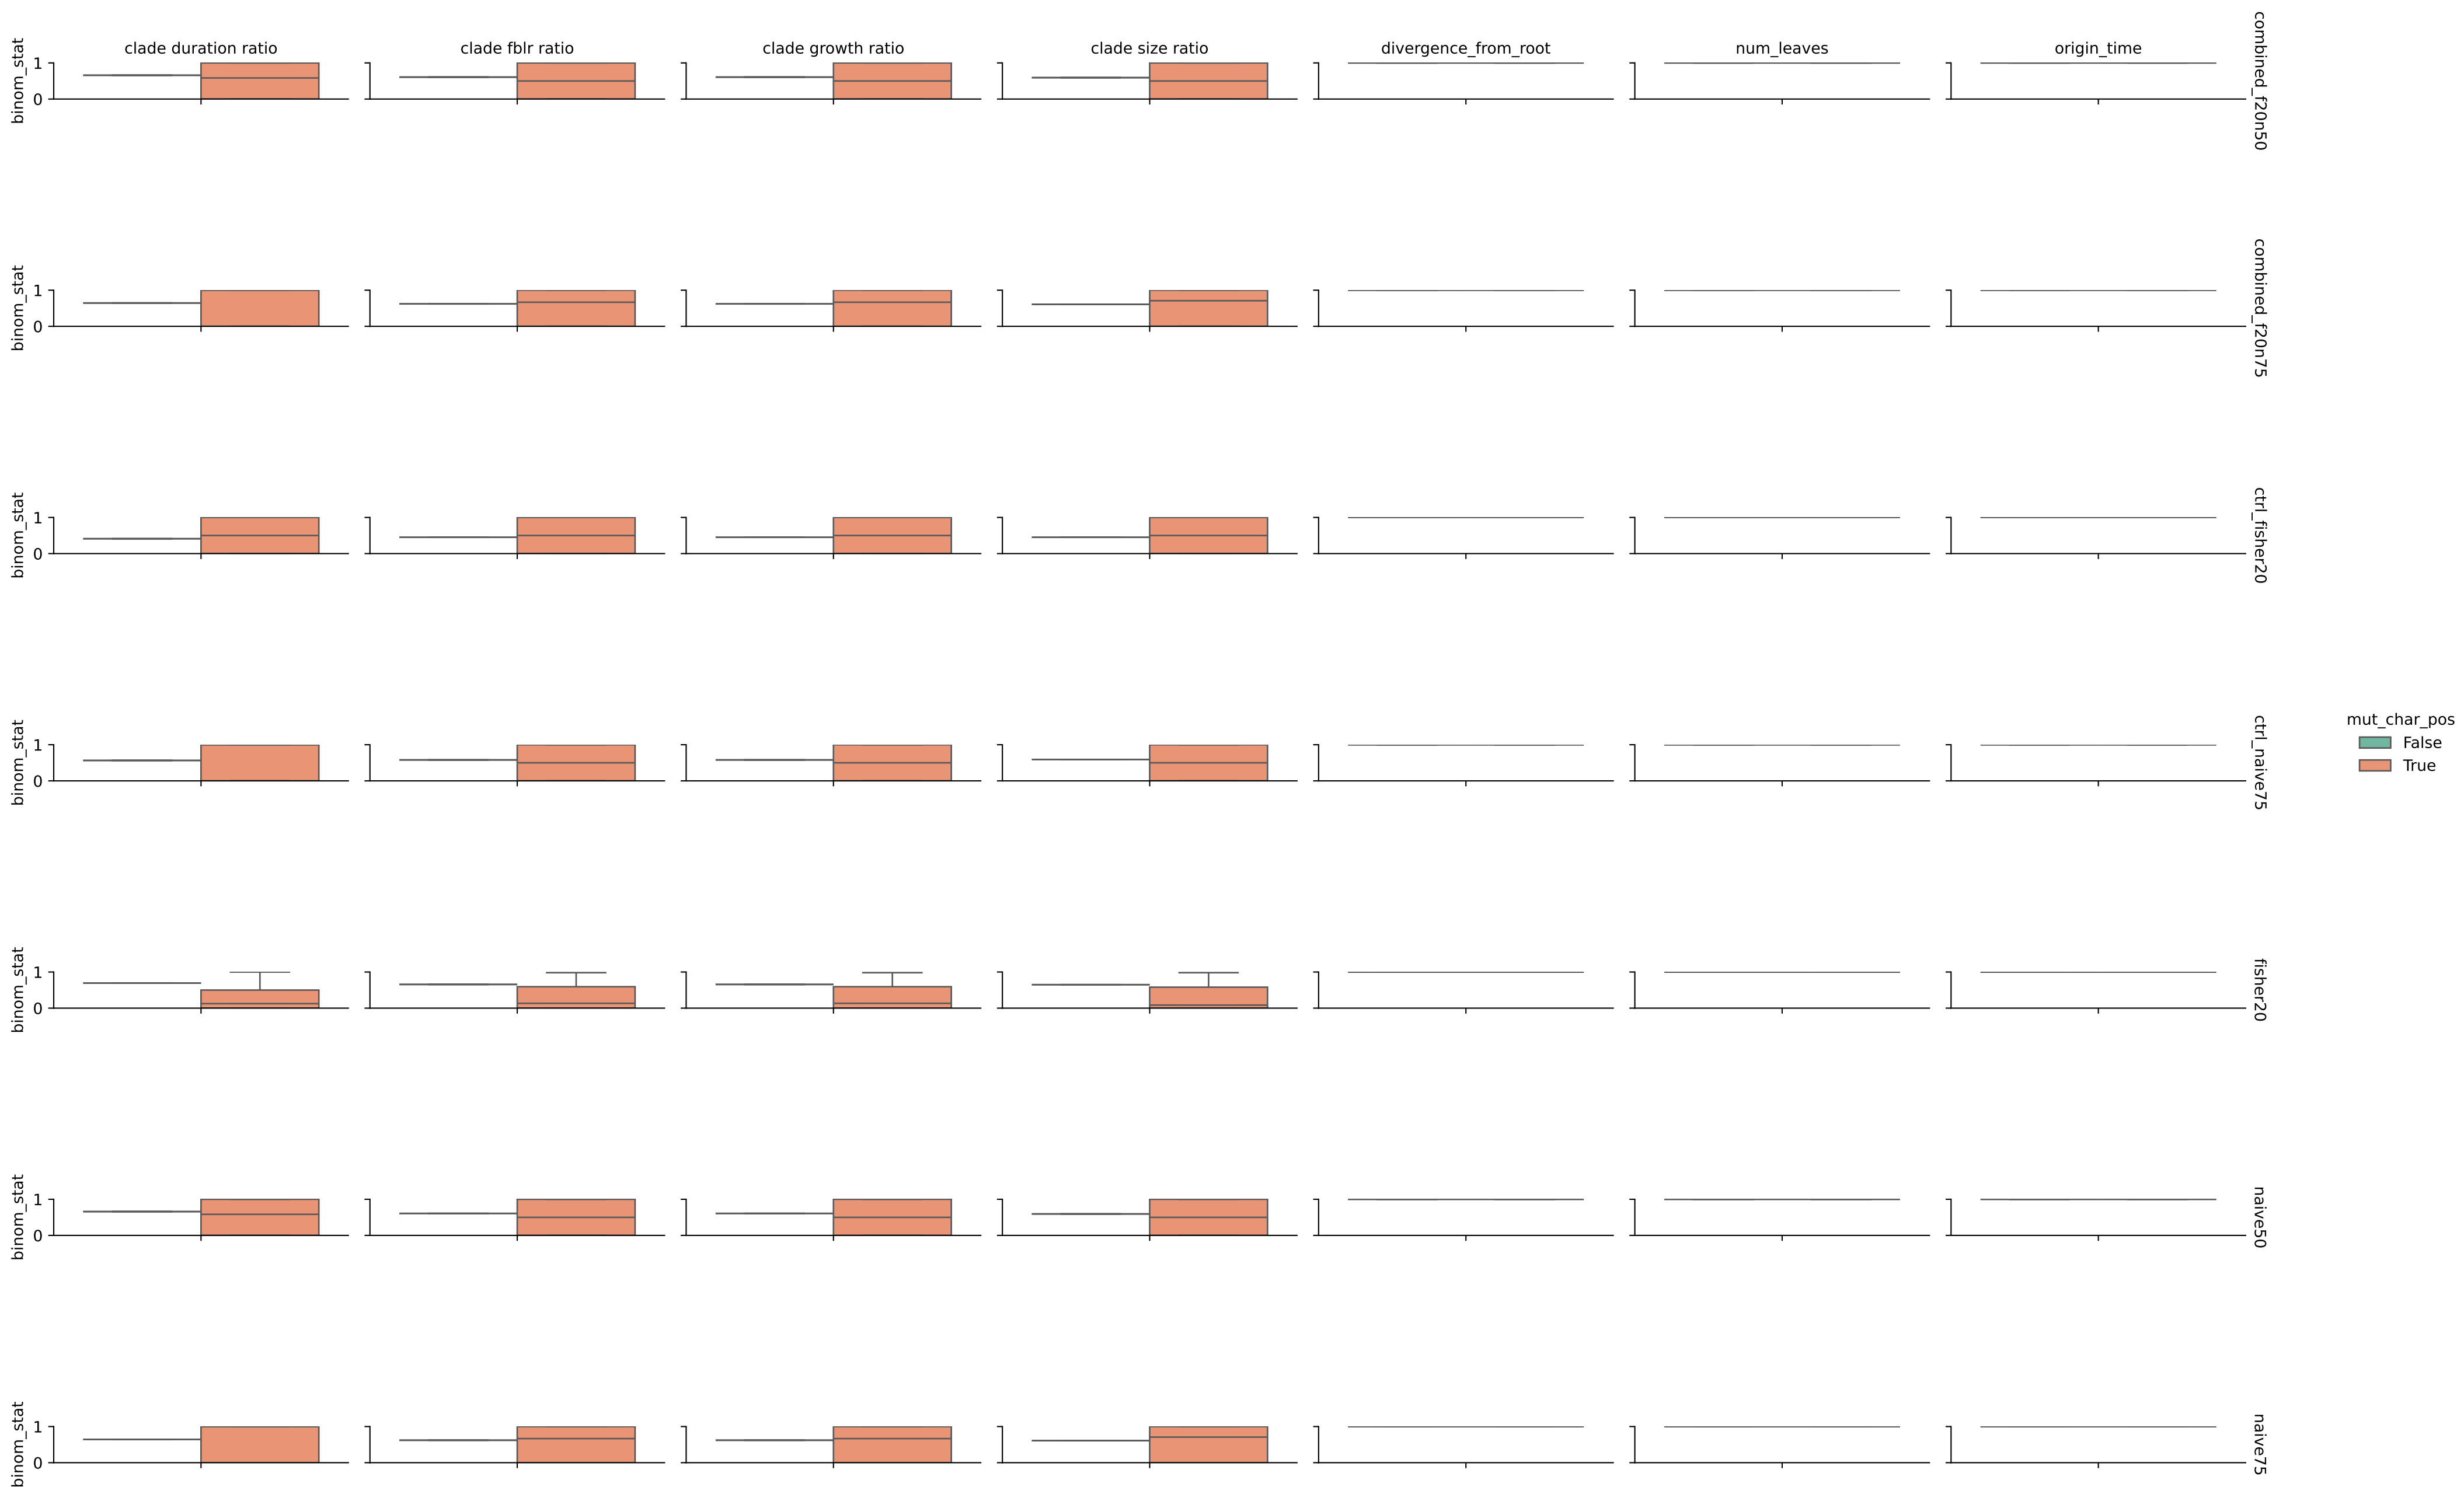 clade duration ratio
clade fblr ratio
clade growth ratio
clade size ratio
divergence_from_root
num_leaves
origin_time
binom_stat
1
0
combined_f20n50
binom_stat
1
0
combined_f20n75
binom_stat
1
0
ctrl_fisher20
binom_stat
1
0
ctrl_naive75
binom_stat
1
0
fisher20
binom_stat
1
0
naive50
binom_stat
1
0
naive75
mut_char_pos
False
True